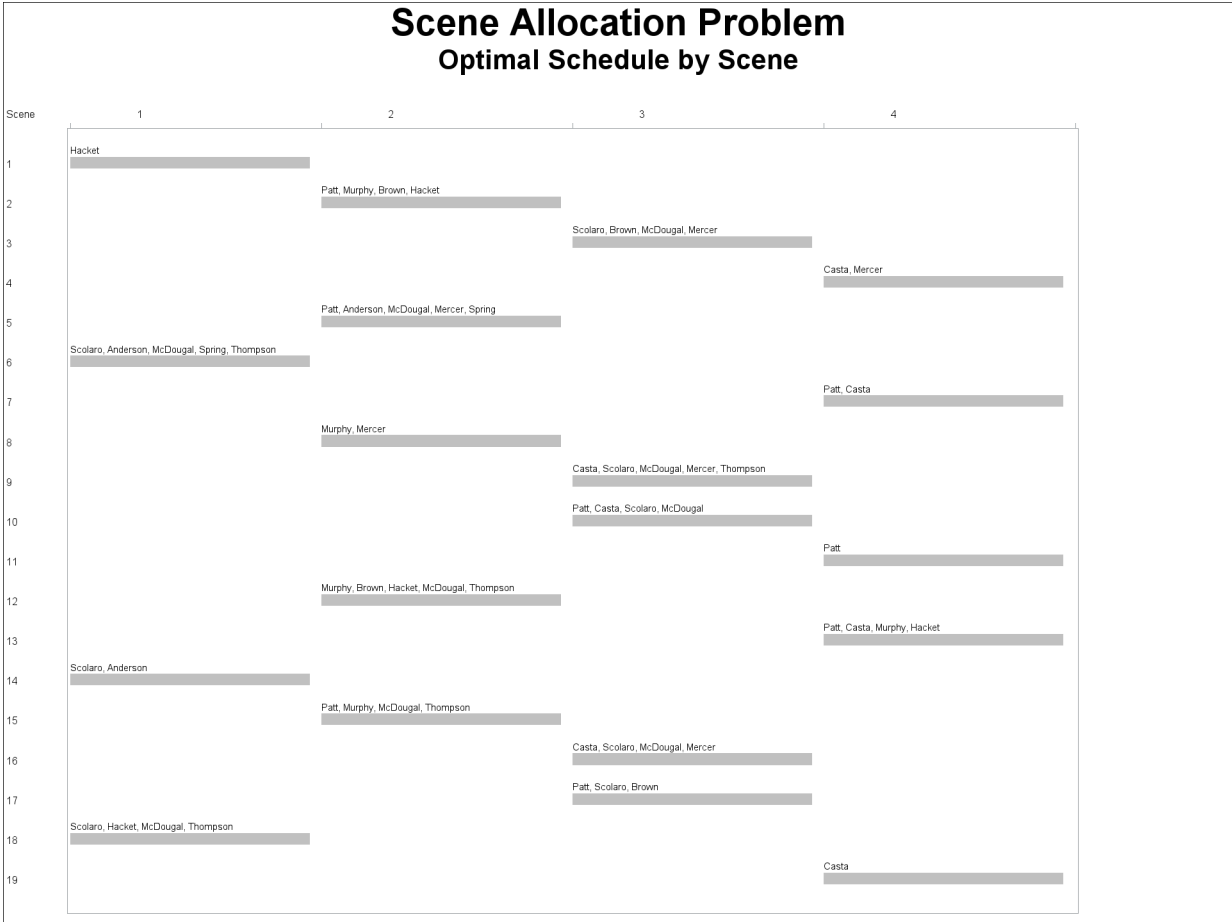 Scene Allocation Problem
Optimal Schedule by Scene
Scene 1 2 3 4
Hacket
1
Patt, Murphy, Brown, Hacket
2
Scolaro, Brown, McDougal, Mercer
3
Casta, Mercer
4
Patt, Anderson, McDougal, Mercer, Spring
5
Scolaro, Anderson, McDougal, Spring, Thompson
6
Patt, Casta
7
Murphy, Mercer
8
Casta, Scolaro, McDougal, Mercer, Thompson
9
Patt, Casta, Scolaro, McDougal
10
Patt
11
Murphy, Brown, Hacket, McDougal, Thompson
12
Patt, Casta, Murphy, Hacket
13
Scolaro, Anderson
14
Patt, Murphy, McDougal, Thompson
15
Casta, Scolaro, McDougal, Mercer
16
Patt, Scolaro, Brown
17
Scolaro, Hacket, McDougal, Thompson
18
Casta
19